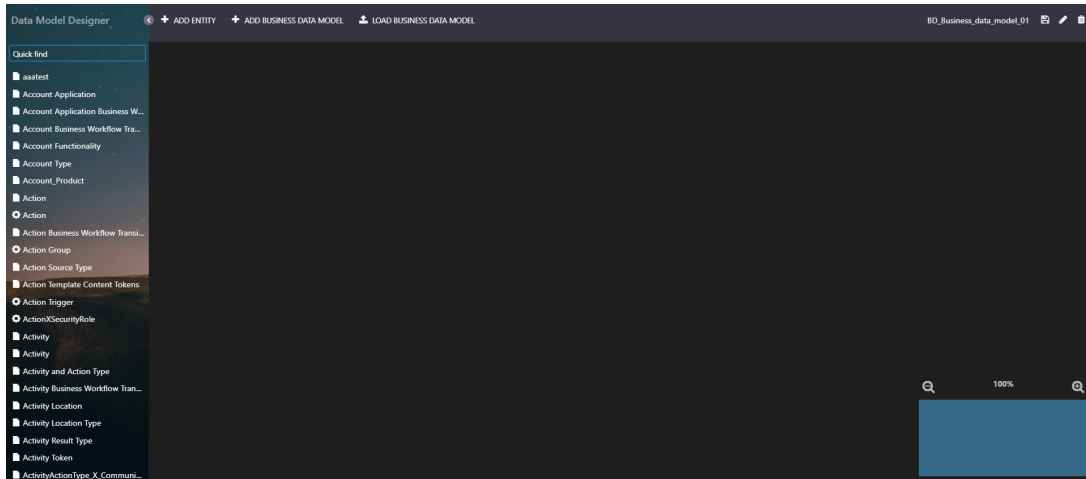 Data Model Designer
ADD ENTITY
ADD BUSINESS DATA MODEL
LOAD BUSINESS DATA MODEL
BD_Business_data_model_01
Quick find
aaatest
Account Application
Account Application Business W...
Account Business Workflow Tra...
Account Functionality
Account Type
Account_Product
Action
Action
Action Business Workflow Transi...
Action Group
Action Source Type
Action Template Content Tokens
Action Trigger
ActionXSecurityRole
Activity
Activity
Activity and Action Type
Activity Business Workflow Tran...
Activity Location
Activity Location Type
Activity Result Type
Activity Token
ActivityActionType_X_Communi...
100%